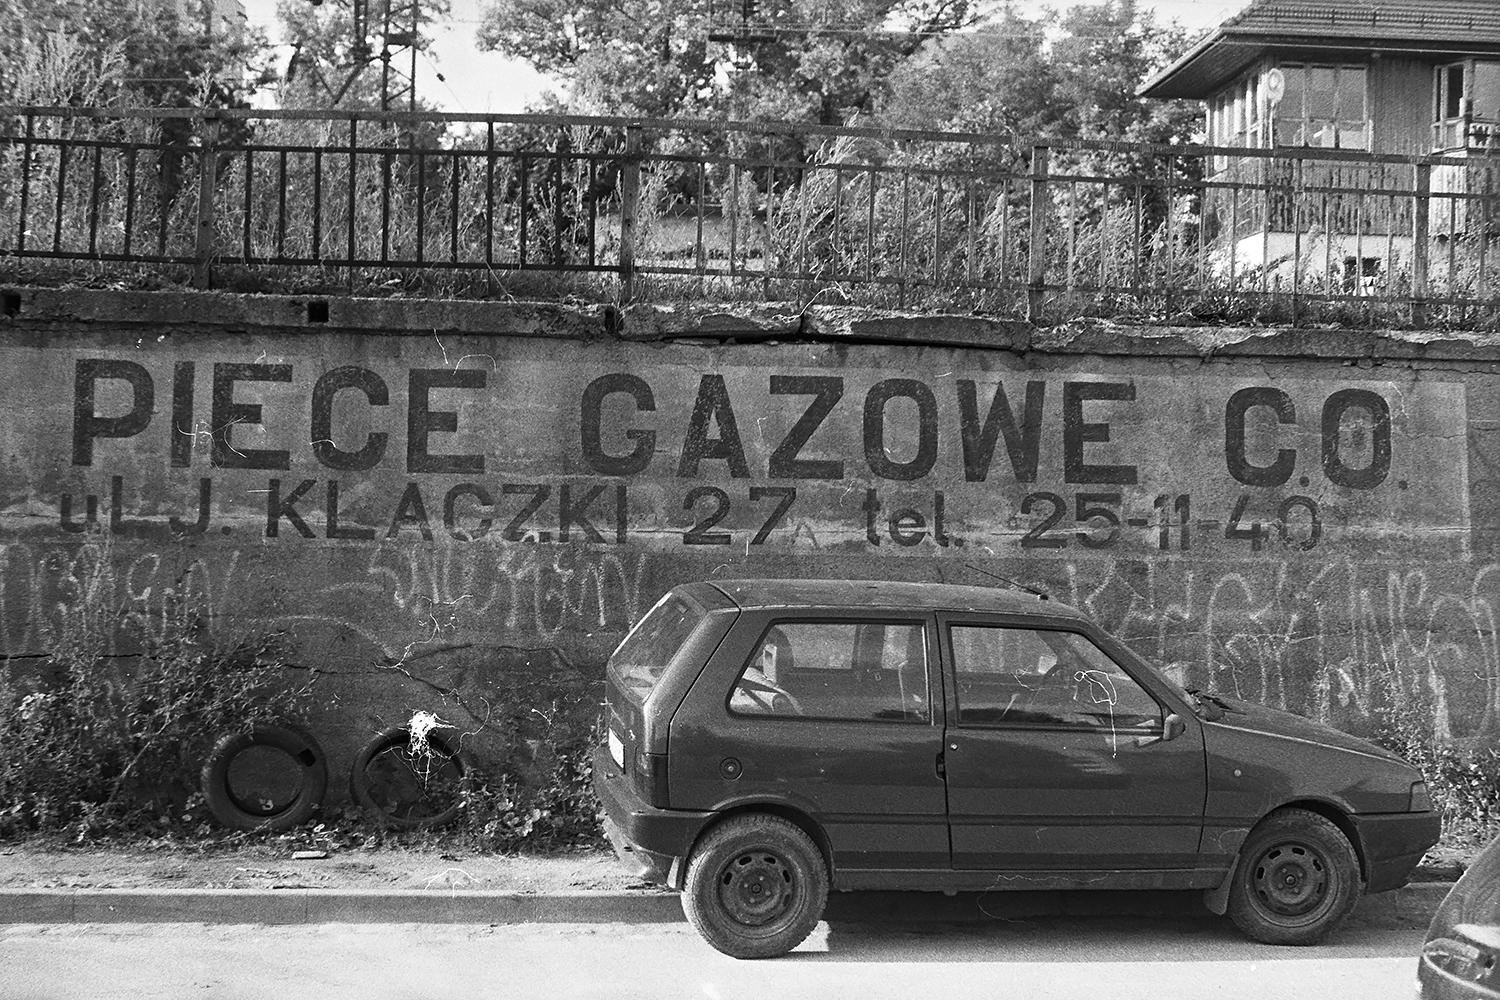 PIECE GAZOWE C.O.
ul. J. KLACZKI 27 tel. 25-11-40